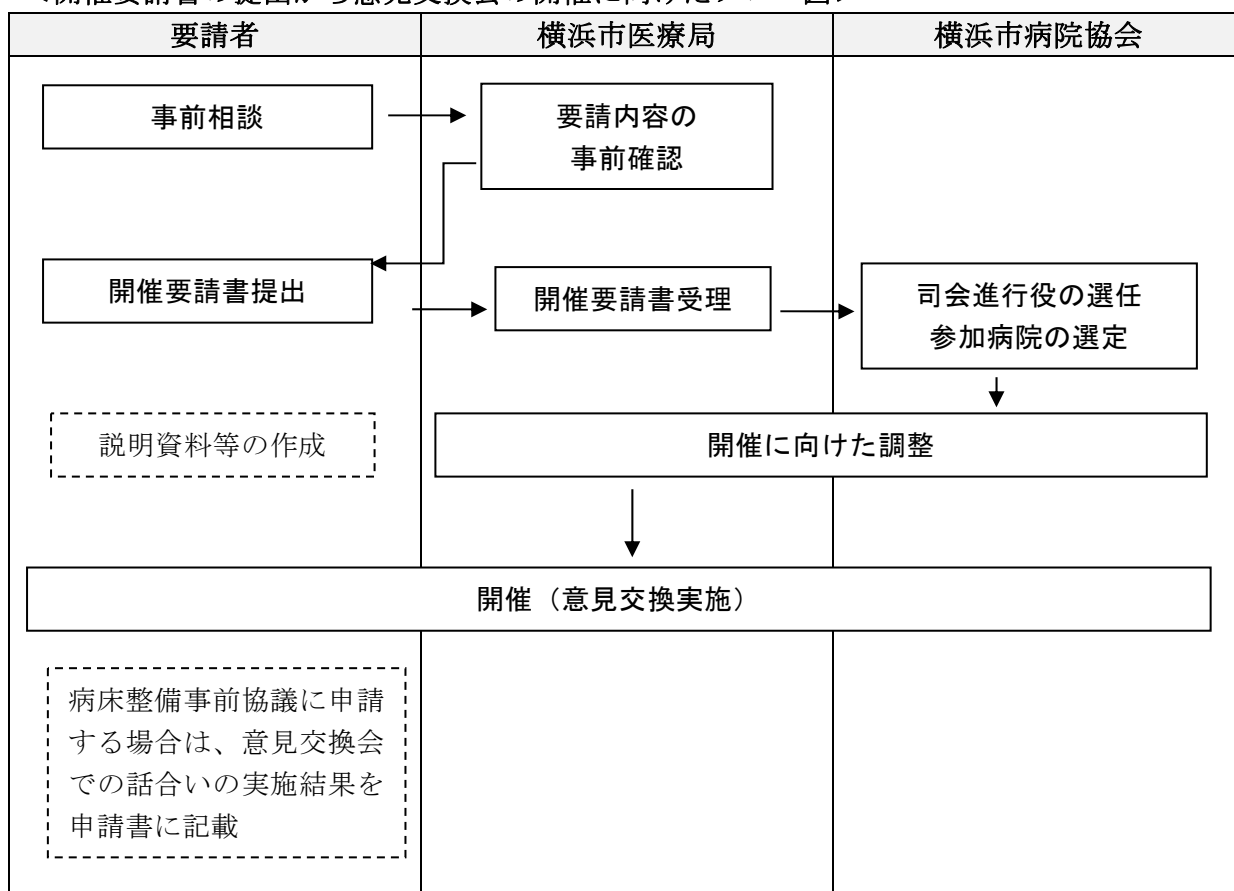 要請者
横浜市医療局
横浜市病院協会
事前相談
要請内容の
事前確認
開催要請書提出
開催要請書受理
司会進行役の選任
参加病院の選定
説明資料等の作成
開催に向けた調整
開催（意見交換実施）
病床整備事前協議に申請
する場合は、意見交換会
での話合いの実施結果を
申請書に記載